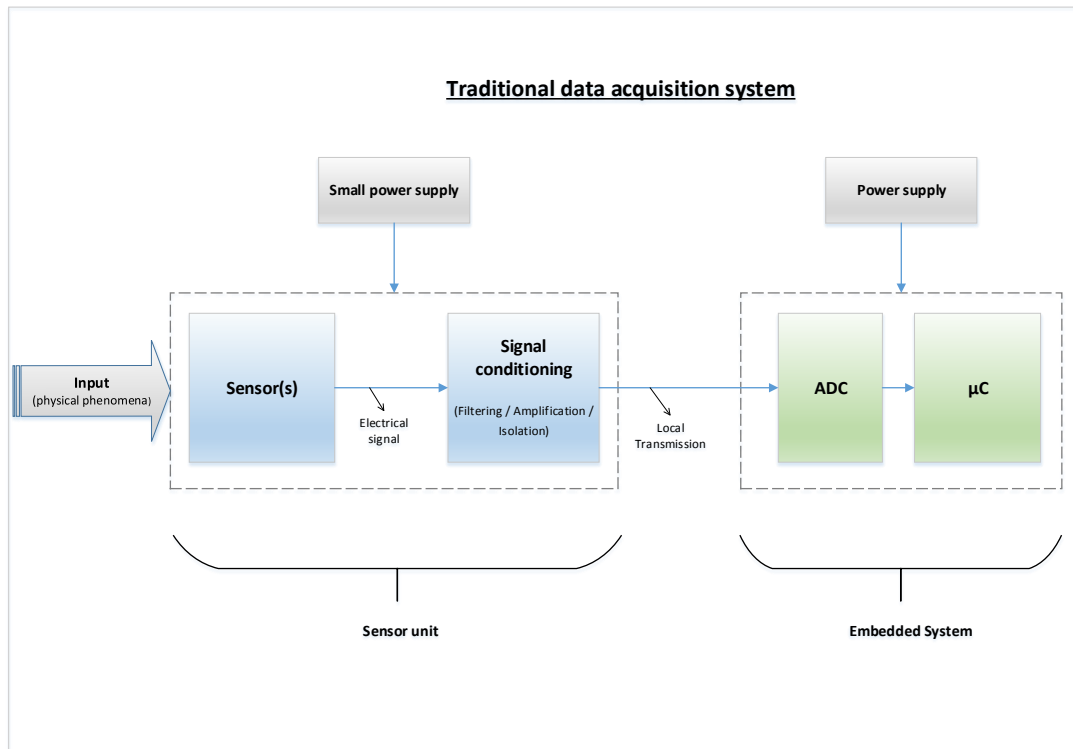 Traditional data acquisition system
Small power supply
Power supply
Input
(physical phenomena)
Sensor(s)
Electrical
signal
Signal
conditioning
(Filtering / Amplification /
Isolation)
Local
Transmission
ADC
µC
Sensor unit
Embedded System